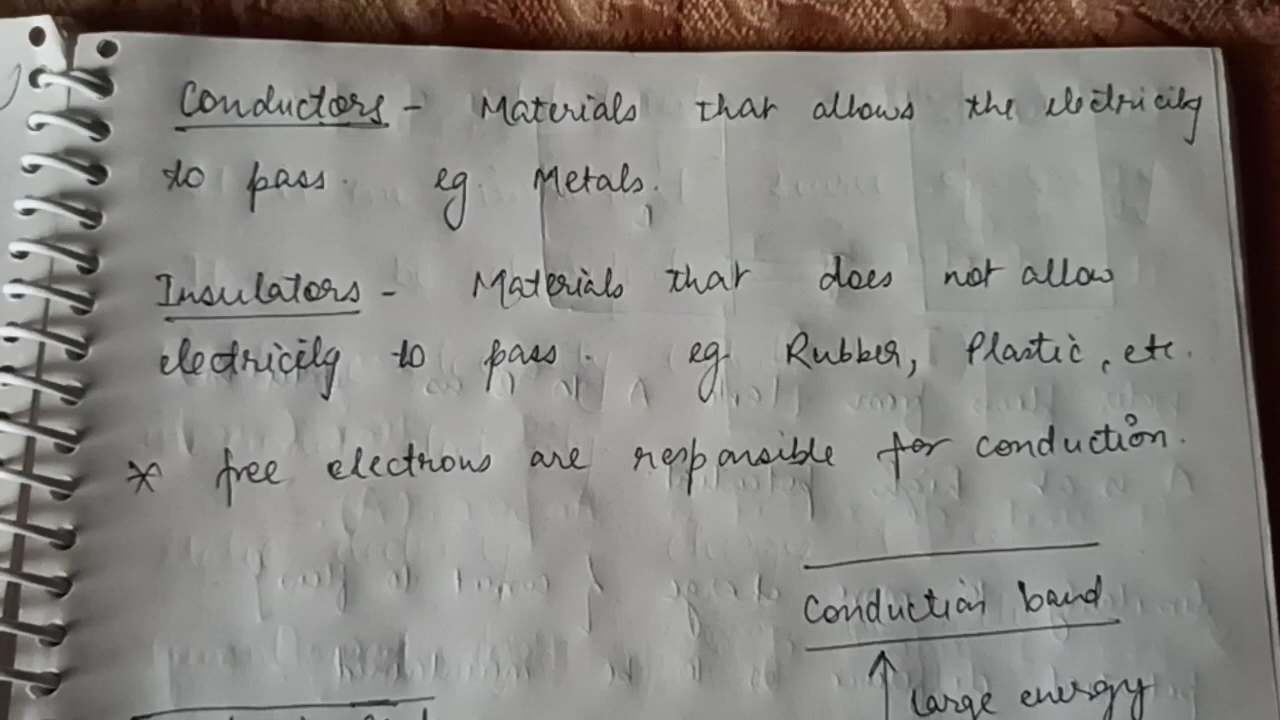 Conductors - Materials that allows the electricity
to pass. eg. Metals.
Insulators - Materials that does not allow
electricity to pass. eg. Rubber, Plastic, etc.
* free electrons are responsible for conduction.
Conduction band
large energy